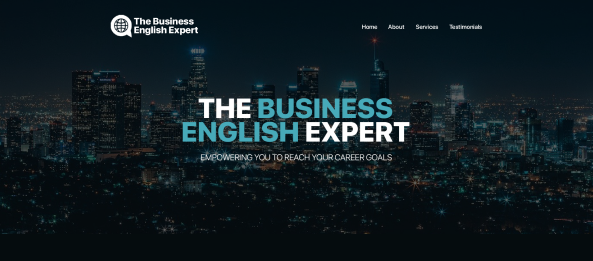 The Business
English Expert
Home About Services Testimonials
THE BUSINESS
ENGLISH EXPERT
EMPOWERING YOU TO REACH YOUR CAREER GOALS